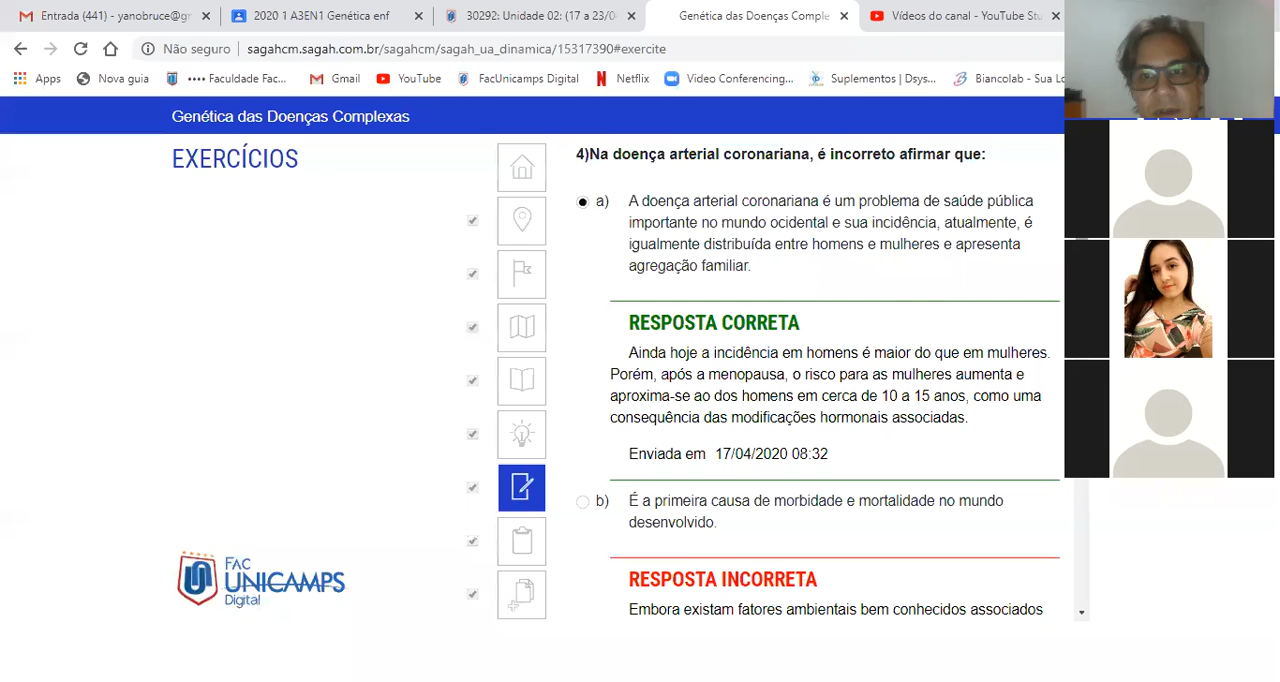 Entrada (441) - yanobruce@gr
2020 1 A3EN1 Genética enf
30292: Unidade 02: (17 a 23/04
Genética das Doenças Comple
Vídeos do canal - YouTube Stu
Não seguro | sagahcm.sagah.com.br/sagahcm/sagah_ua_dinamica/15317390#exercite
Apps Nova guia •••• Faculdade Fac... Gmail YouTube FacUnicamps Digital Netflix Video Conferencing... Suplementos | Dsys... Biancolab - Sua Lo
Genética das Doenças Complexas
EXERCÍCIOS
4)Na doença arterial coronariana, é incorreto afirmar que:
a) A doença arterial coronariana é um problema de saúde pública
importante no mundo ocidental e sua incidência, atualmente, é
igualmente distribuída entre homens e mulheres e apresenta
agregação familiar.
RESPOSTA CORRETA
Ainda hoje a incidência em homens é maior do que em mulheres.
Porém, após a menopausa, o risco para as mulheres aumenta e
aproxima-se ao dos homens em cerca de 10 a 15 anos, como uma
consequência das modificações hormonais associadas.
Enviada em 17/04/2020 08:32
b) É a primeira causa de morbidade e mortalidade no mundo
desenvolvido.
RESPOSTA INCORRETA
Embora existam fatores ambientais bem conhecidos associados
FAC
UNICAMPS
Digital